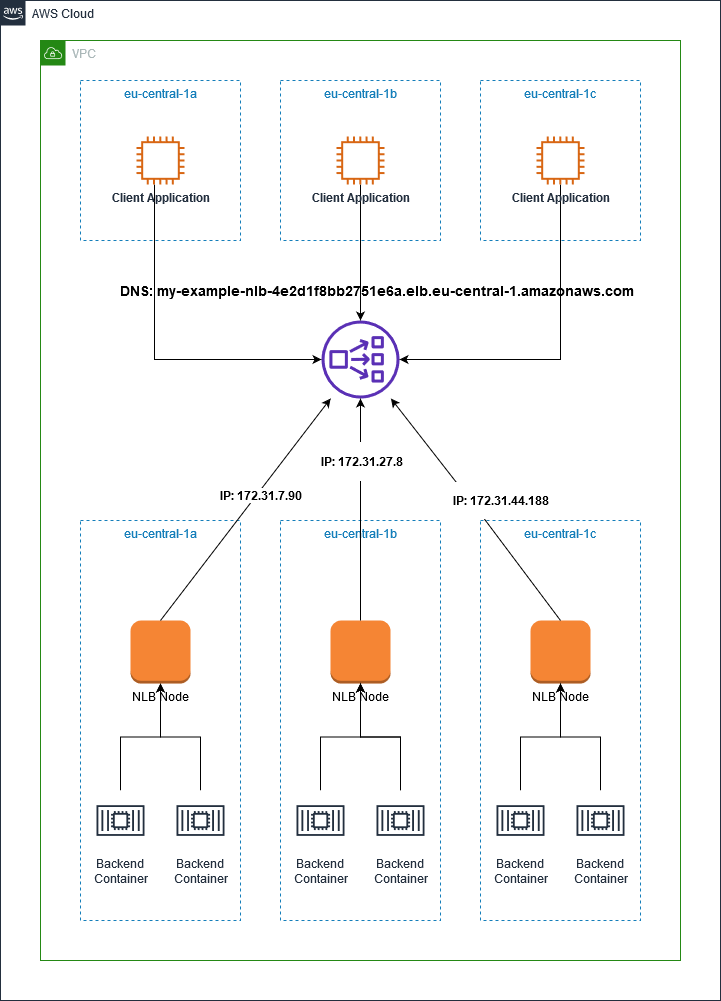 aws
AWS Cloud
VPC
eu-central-1a
eu-central-1b
eu-central-1c
Client Application
Client Application
Client Application
DNS: my-example-nlb-4e2d1f8bb2751e6a.elb.eu-central-1.amazonaws.com
IP: 172.31.27.8
IP: 172.31.7.90
IP: 172.31.44.188
eu-central-1a
eu-central-1b
eu-central-1c
NLB Node
NLB Node
NLB Node
Backend
Container
Backend
Container
Backend
Container
Backend
Container
Backend
Container
Backend
Container